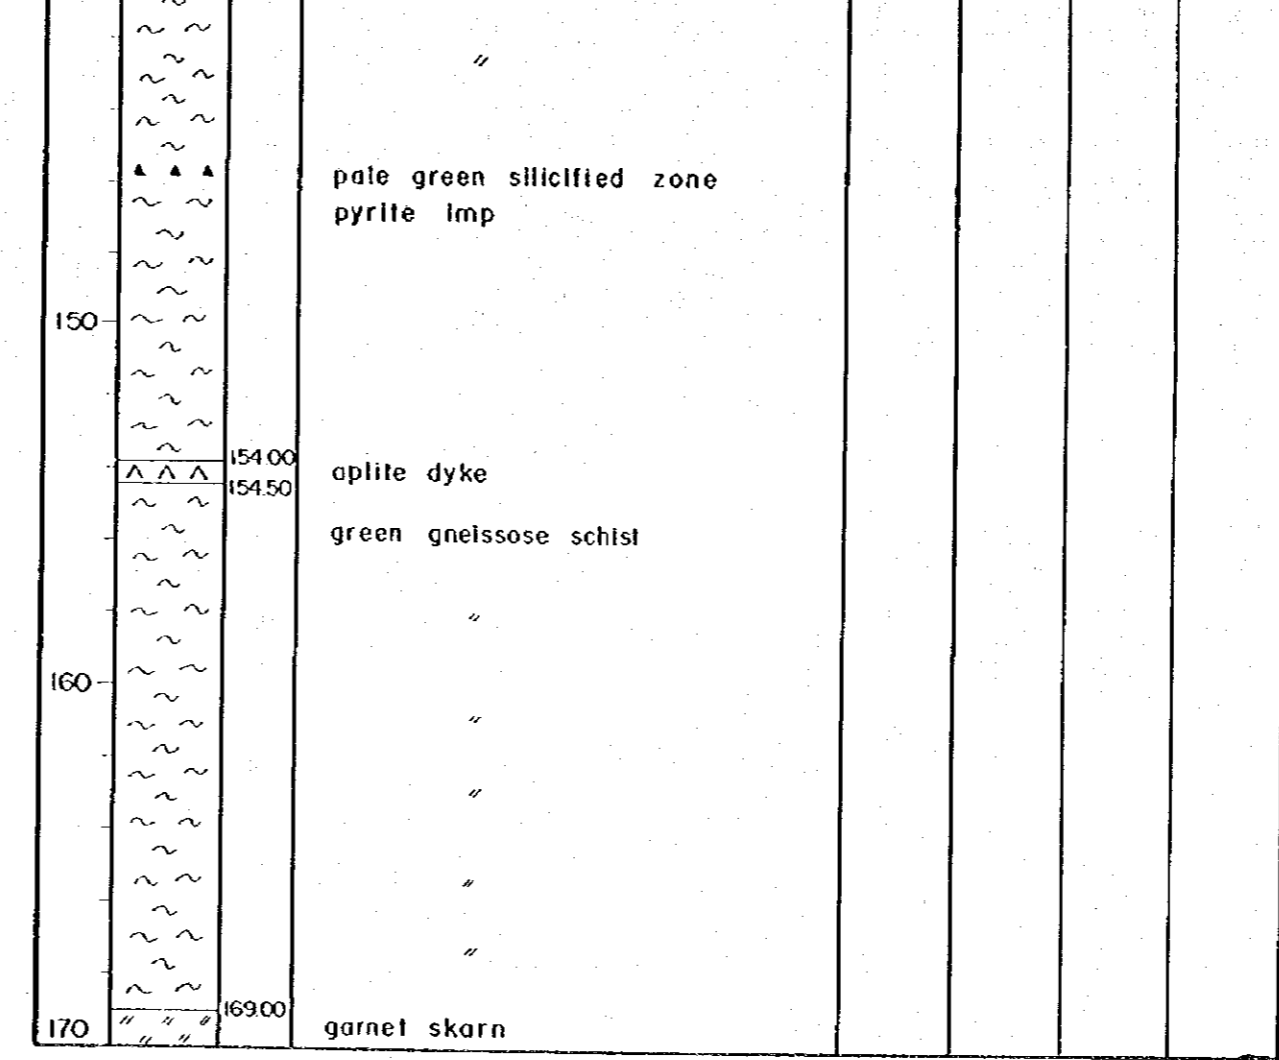 〃
pale green silicified zone
pyrite imp
150
154.00
aplite dyke
154.50
green gneissose schist
〃
160
〃
〃
〃
〃
169.00
170 garnet skarn